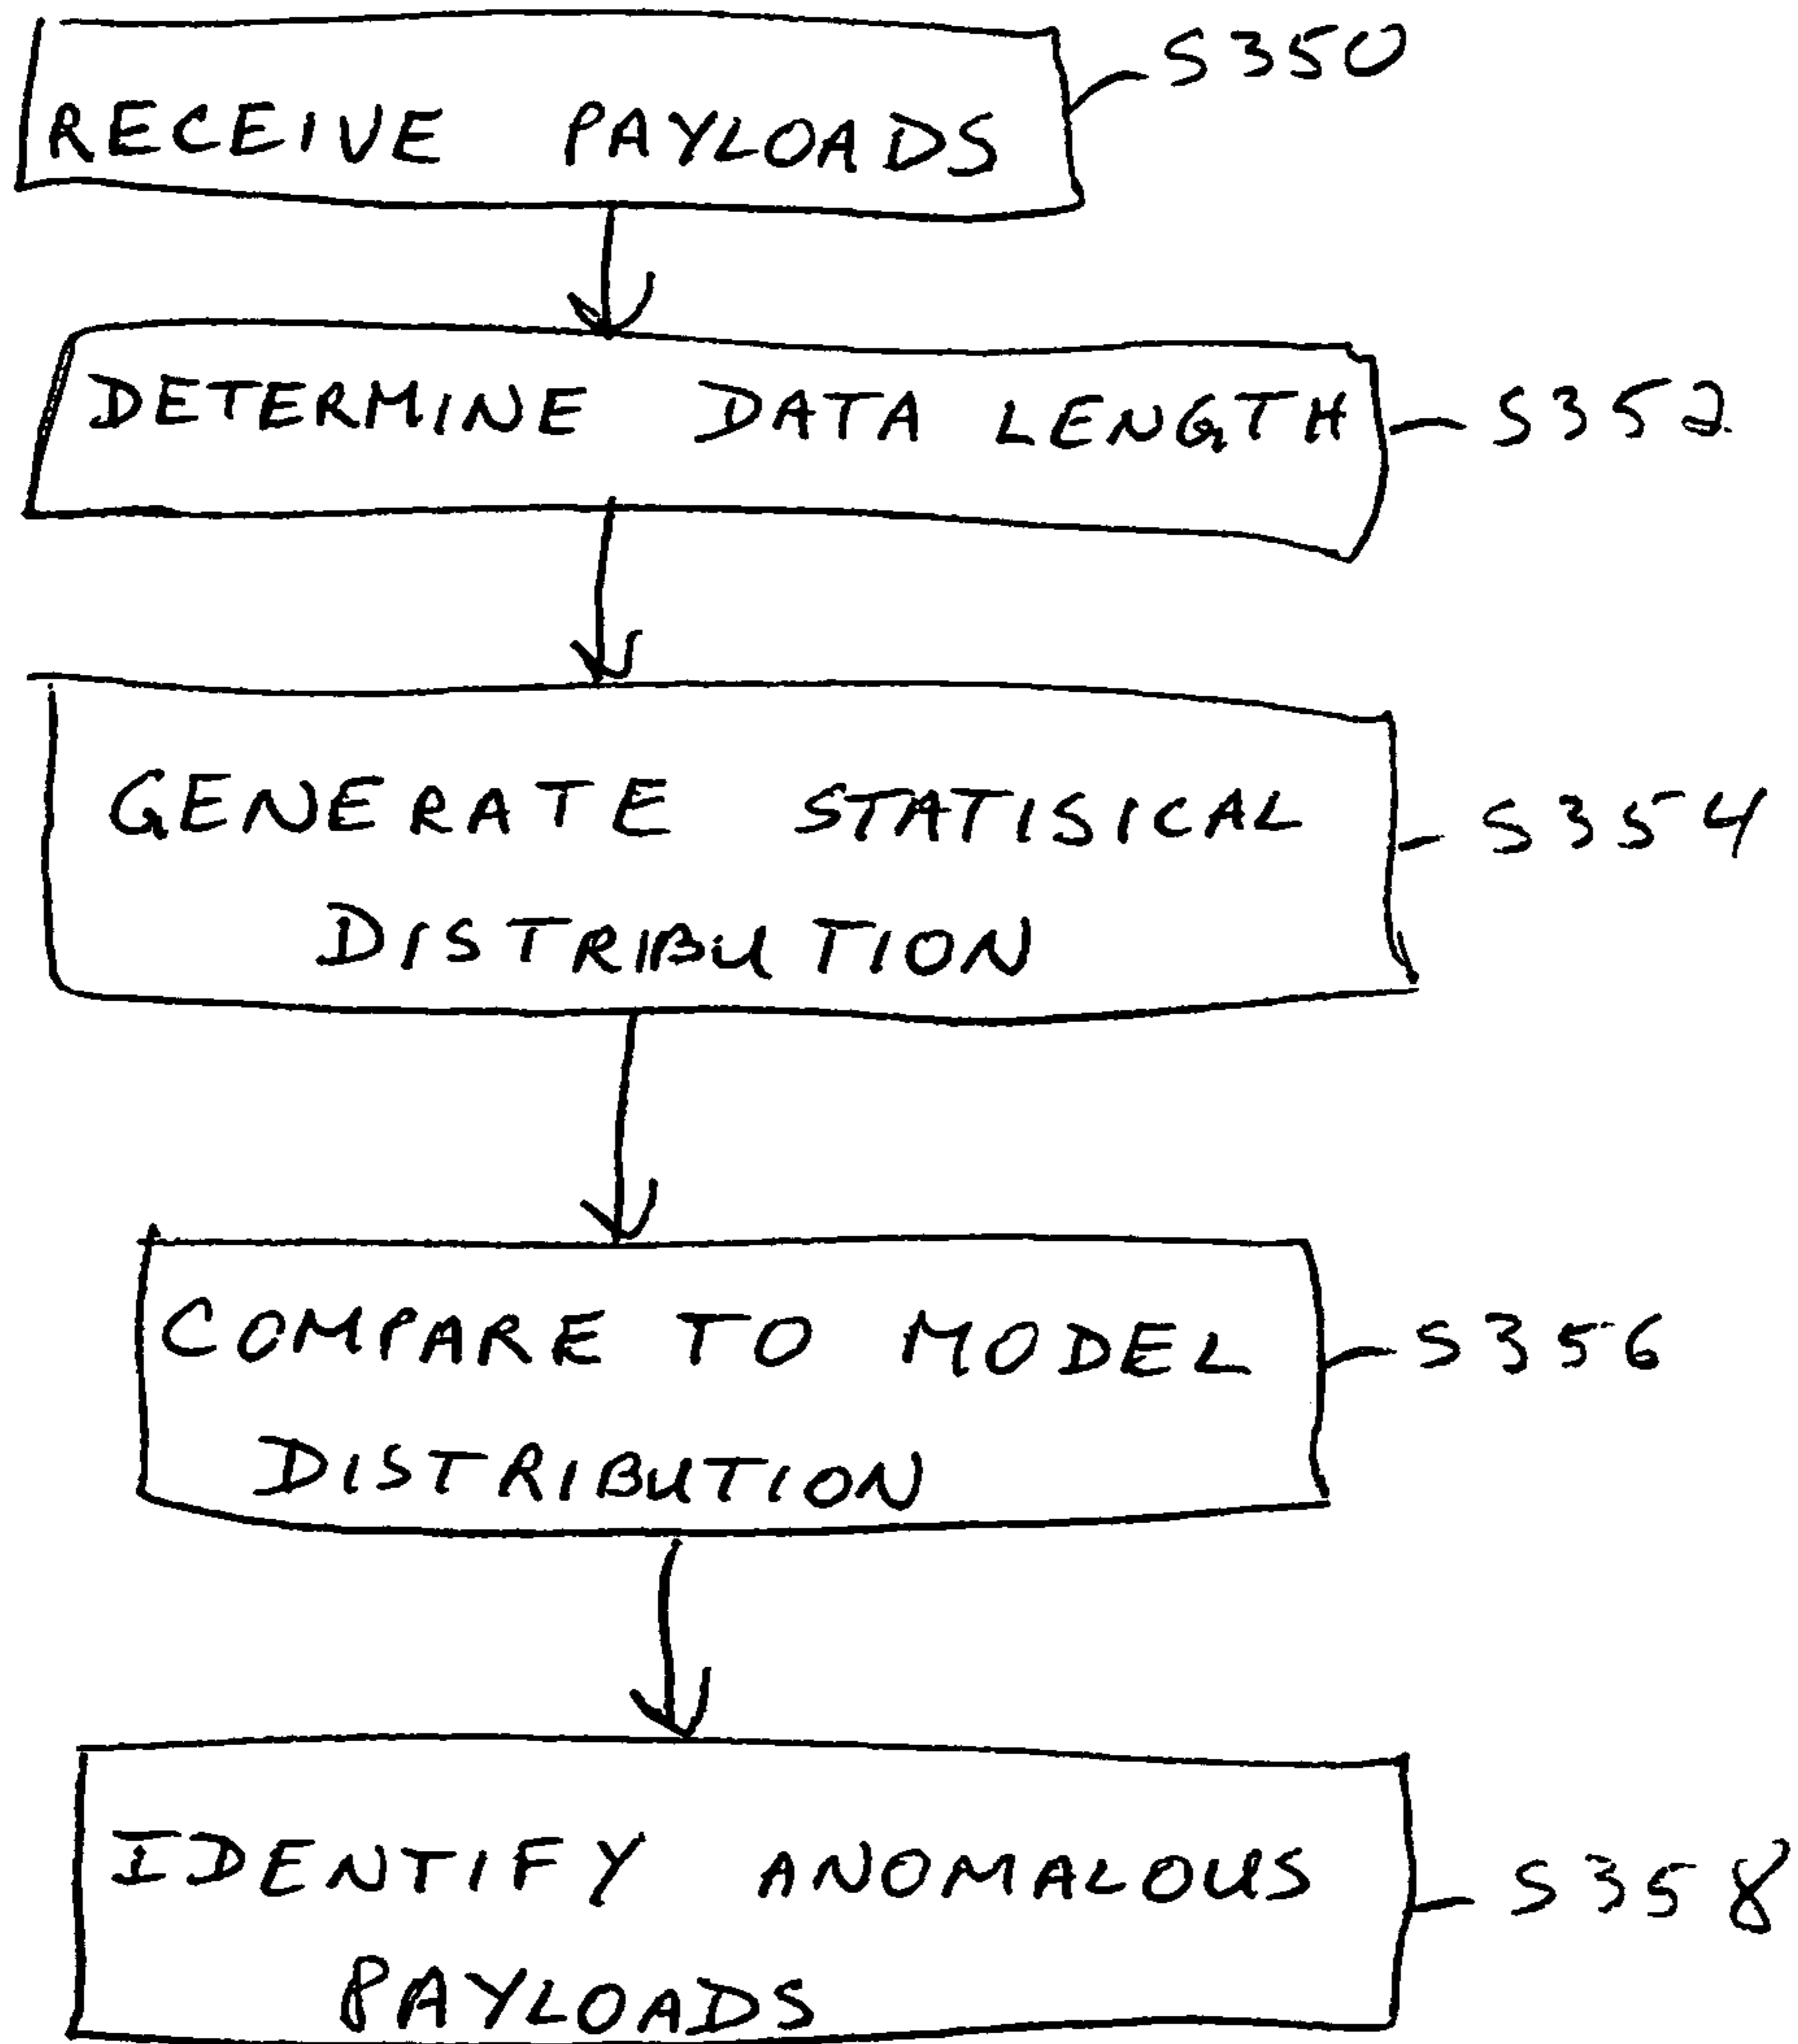 RECEIVE PAYLOADS S350
DETERMINE DATA LENGTH S352
GENERATE STATISICAL S354
DISTRIBUTION
COMPARE TO MODEL S356
DISTRIBUTION
IDENTIFY ANOMALOUS S358
PAYLOADS